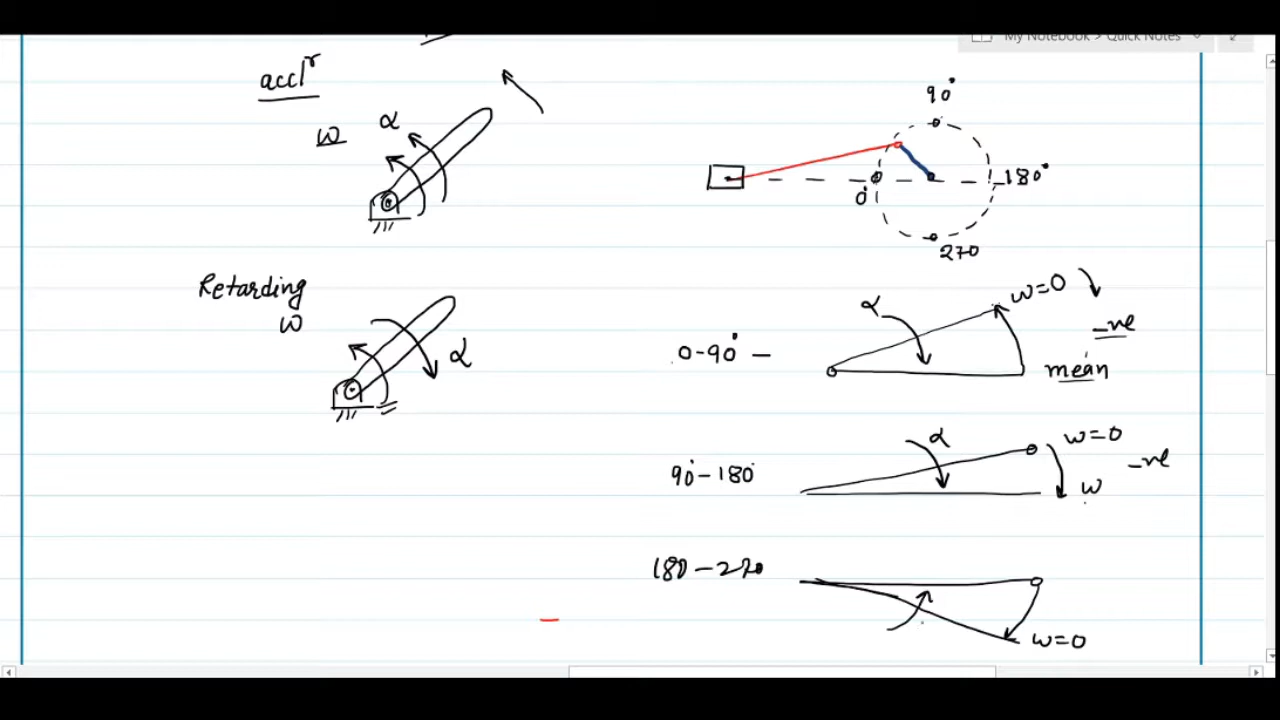 My Notebook > Quick Notes
acclʳ
ω
α
90°
0°
180°
270
Retarding
ω
α
0-90° -
α
ω=0
-ve
mean
90°-180°
α
ω=0
ω
-ve
180-270
ω=0